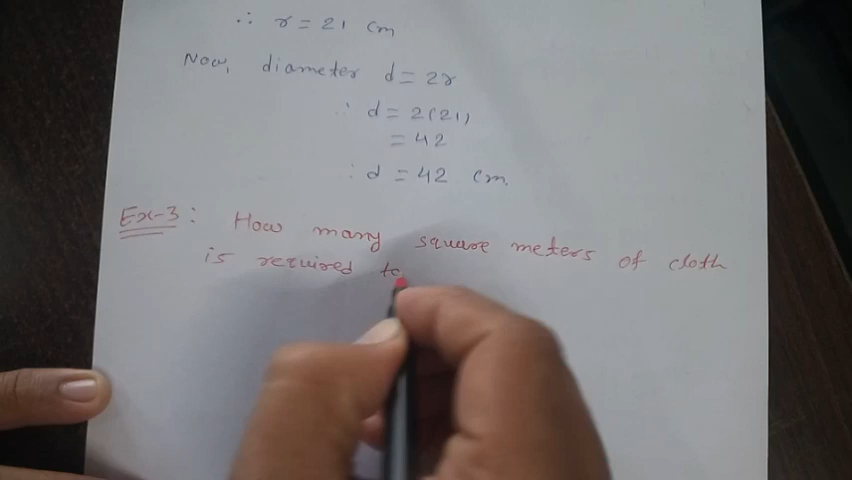 ∴ r = 21 cm
Now, diameter d = 2r
∴ d = 2(21)
= 42
∴ d = 42 cm.
Ex-3 : How many square meters of cloth
is required to